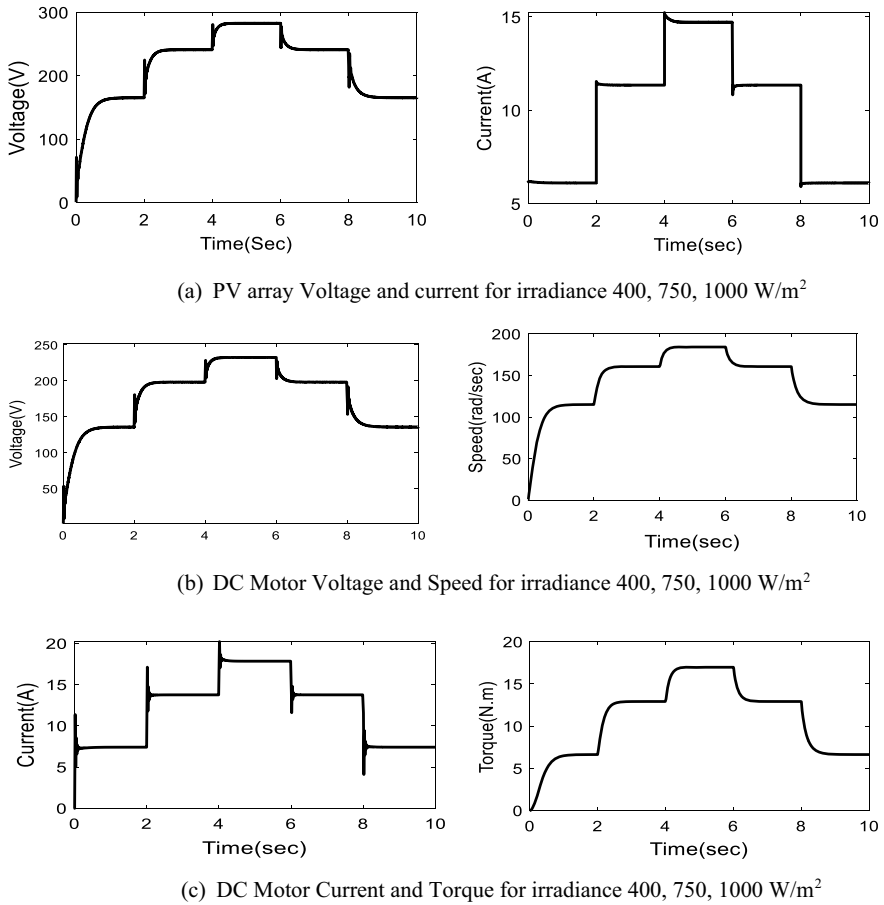 300
200
100
0
Voltage(V)
0 2 4 6 8 10
Time(Sec)
15
10
5
Current(A)
0 2 4 6 8 10
Time(sec)
(a) PV array Voltage and current for irradiance 400, 750, 1000 W/m²
250
200
150
100
50
Voltage(V)
0 2 4 6 8 10
200
150
100
50
0
Speed(rad/sec)
0 2 4 6 8 10
Time(sec)
(b) DC Motor Voltage and Speed for irradiance 400, 750, 1000 W/m²
20
15
10
5
0
Current(A)
0 2 4 6 8 10
Time(sec)
20
15
10
5
0
Torque(N.m)
0 2 4 6 8 10
Time(sec)
(c) DC Motor Current and Torque for irradiance 400, 750, 1000 W/m²